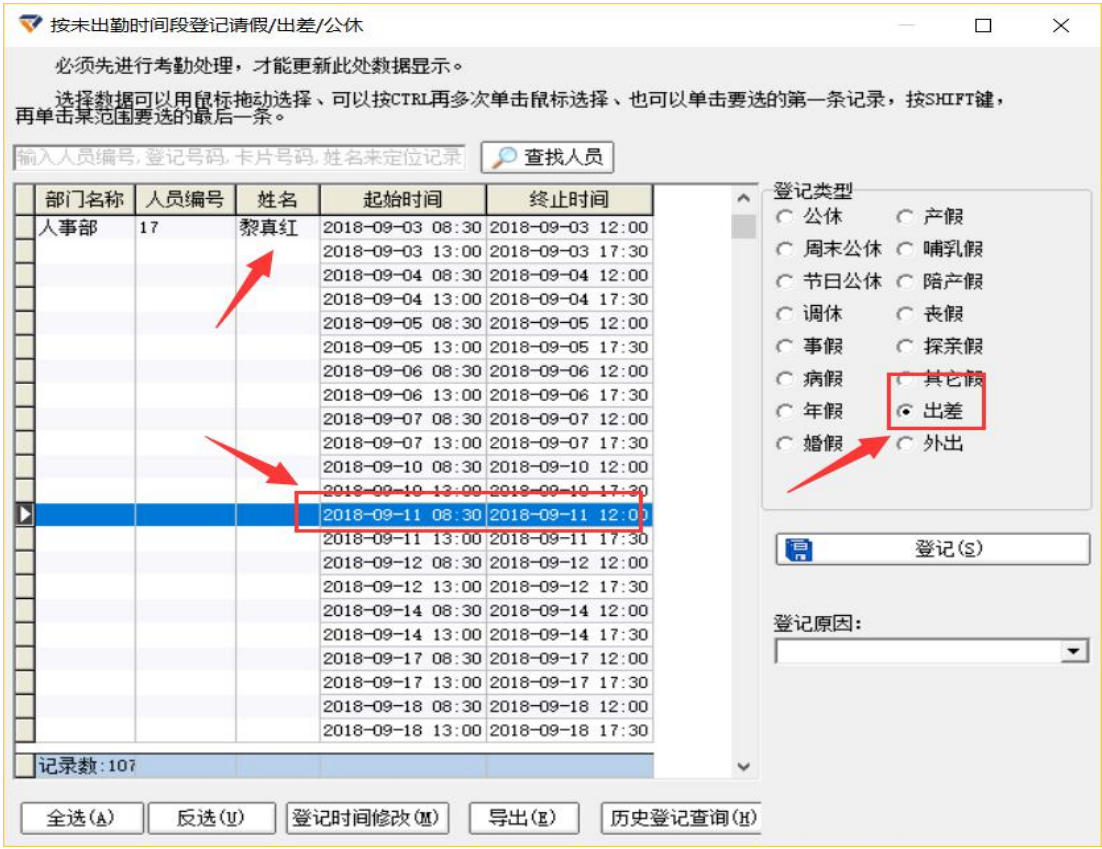 按未出勤时间段登记请假/出差/公休
必须先进行考勤处理，才能更新此处数据显示。
选择数据可以用鼠标拖动选择、可以按CTRL再多次单击鼠标选择、也可以单击要选的第一条记录，按SHIFT键，
再单击某范围要选的最后一条。
输入人员编号,登记号码,卡片号码,姓名来定位记录 查找人员
部门名称 人员编号 姓名 起始时间 终止时间
人事部 17 黎真红 2018-09-03 08:30 2018-09-03 12:00
2018-09-03 13:00 2018-09-03 17:30
2018-09-04 08:30 2018-09-04 12:00
2018-09-04 13:00 2018-09-04 17:30
2018-09-05 08:30 2018-09-05 12:00
2018-09-05 13:00 2018-09-05 17:30
2018-09-06 08:30 2018-09-06 12:00
2018-09-06 13:00 2018-09-06 17:30
2018-09-07 08:30 2018-09-07 12:00
2018-09-07 13:00 2018-09-07 17:30
2018-09-10 08:30 2018-09-10 12:00
2018-09-10 13:00 2018-09-10 17:30
2018-09-11 08:30 2018-09-11 12:00
2018-09-11 13:00 2018-09-11 17:30
2018-09-12 08:30 2018-09-12 12:00
2018-09-12 13:00 2018-09-12 17:30
2018-09-14 08:30 2018-09-14 12:00
2018-09-14 13:00 2018-09-14 17:30
2018-09-17 08:30 2018-09-17 12:00
2018-09-17 13:00 2018-09-17 17:30
2018-09-18 08:30 2018-09-18 12:00
2018-09-18 13:00 2018-09-18 17:30
记录数:107
登记类型
公休 产假
周末公休 哺乳假
节日公休 陪产假
调休 丧假
事假 探亲假
病假 其它假
年假 出差
婚假 外出
登记(S)
登记原因:
全选(A) 反选(U) 登记时间修改(M) 导出(E) 历史登记查询(H)